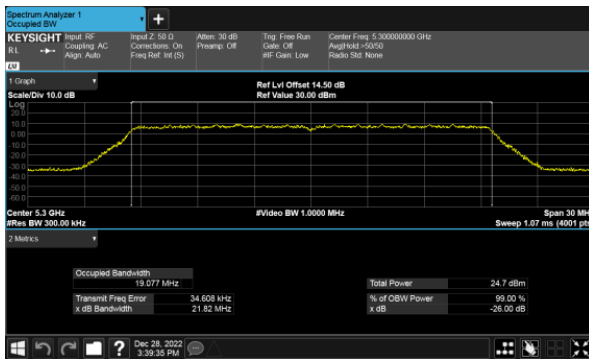 Spectrum Analyzer 1
Occupied BW
KEYSIGHT
Input: RF
Coupling: AC
Align: Auto
Input Z: 50 Ω
Corrections: On
Freq Ref: Int (S)
Atten: 30 dB
Preamp: Off
Trig: Free Run
Gate: Off
#IF Gain: Low
Center Freq: 5.300000000 GHz
Avg|Hold:>50/50
Radio Std: None
RL
1 Graph
Scale/Div 10.0 dB
Ref Lvl Offset 14.50 dB
Ref Value 30.00 dBm
Log
20.0
10.0
0.00
-10.0
-20.0
-30.0
-40.0
-50.0
-60.0
Center 5.3 GHz
#Res BW 300.00 kHz
#Video BW 1.0000 MHz
Span 30 MH
Sweep 1.07 ms (4001 pts
2 Metrics
Occupied Bandwidth
19.077 MHz
Transmit Freq Error 34.608 kHz
x dB Bandwidth 21.82 MHz
Total Power 24.7 dBm
% of OBW Power 99.00 %
x dB -26.00 dB
?
Dec 28, 2022
3:39:35 PM